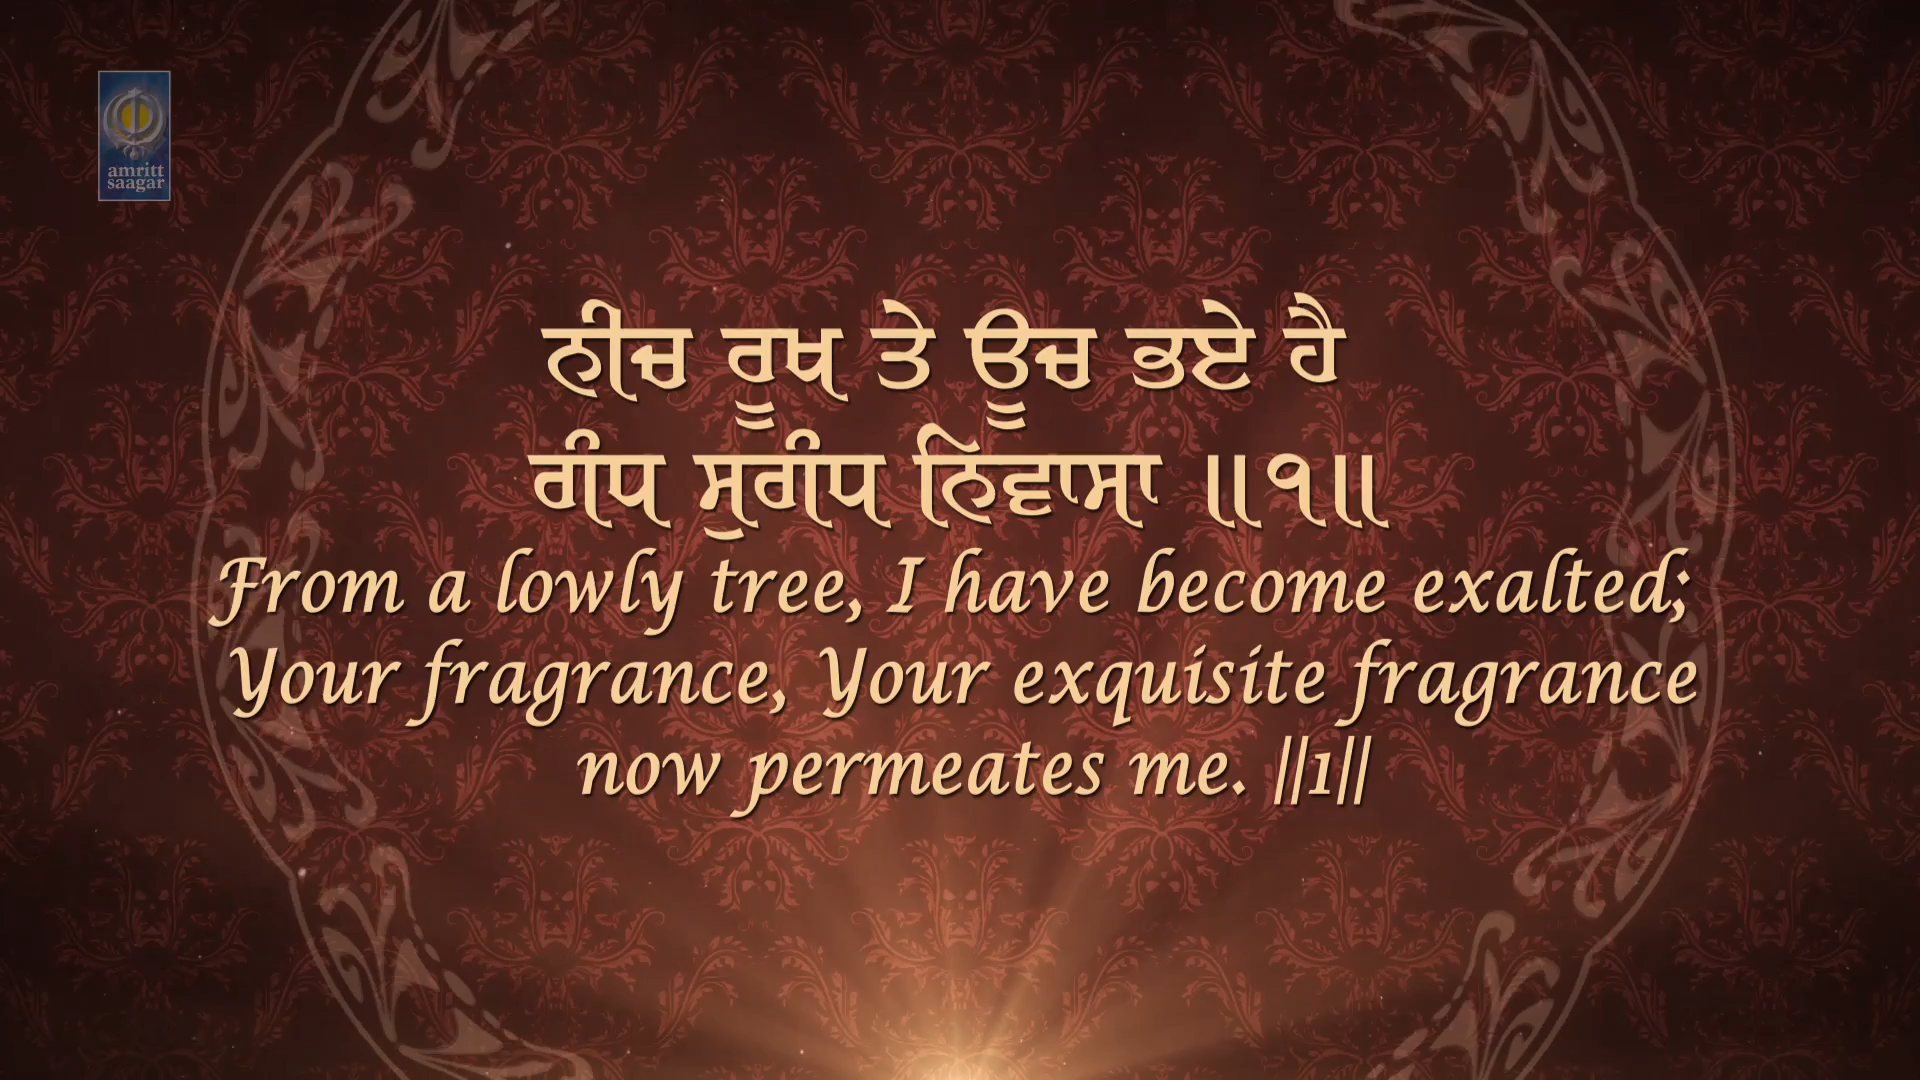 amritt
saagar
ਨੀਚ ਰੂਖ ਤੇ ਊਚ ਭਏ ਹੈ
ਗੰਧ ਸੁਗੰਧ ਨਿਵਾਸਾ ॥੧॥
From a lowly tree, I have become exalted;
Your fragrance, Your exquisite fragrance
now permeates me. ||1||